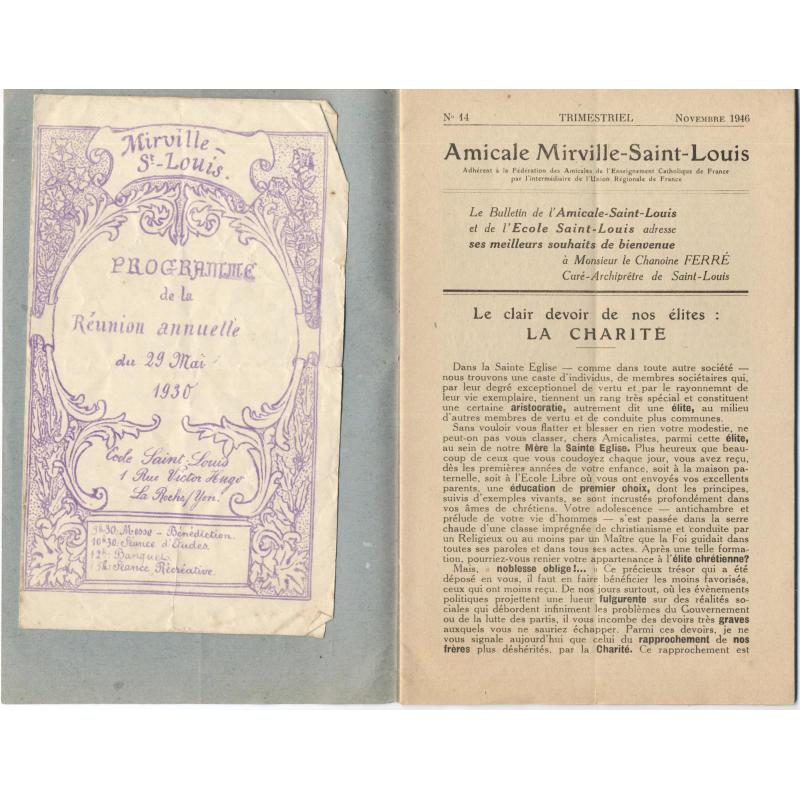 Mirville -
St-Louis.
PROGRAMME
de la
Réunion annuelle
du 29 Mai
1930
Ecole Saint-Louis
1 Rue Victor Hugo
La Roche s/Yon.
9h30. Messe - Bénédiction.
10h30. Séance d'Etudes.
12h. Banquet
15h. Séance Récréative.
No 14 TRIMESTRIEL NOVEMBRE 1946
Amicale Mirville-Saint-Louis
Adhérent à la Fédération des Amicales de l'Enseignement Catholique de France
par l'intermédiaire de l'Union Régionale de France
Le Bulletin de l'Amicale-Saint-Louis
et de l'Ecole Saint-Louis adresse
ses meilleurs souhaits de bienvenue
à Monsieur le Chanoine FERRÉ
Curé-Archiprêtre de Saint-Louis
Le clair devoir de nos élites :
LA CHARITE
Dans la Sainte Eglise — comme dans toute autre société —
nous trouvons une caste d'individus, de membres sociétaires qui,
par leur degré exceptionnel de vertu et par le rayonnemnt de
leur vie exemplaire, tiennent un rang très spécial et constituent
une certaine aristocratie, autrement dit une élite, au milieu
d'autres membres de vertu et de conduite plus communes.
Sans vouloir vous flatter et blesser en rien votre modestie, ne
peut-on pas vous classer, chers Amicalistes, parmi cette élite,
au sein de notre Mère la Sainte Eglise. Plus heureux que beau-
coup de ceux que vous coudoyez chaque jour, vous avez reçu,
dès les premières années de votre enfance, soit à la maison pa-
ternelle, soit à l'Ecole Libre où vous ont envoyés vos excellents
parents, une éducation de premier choix, dont les principes,
suivis d'exemples vivants, se sont incrustés profondément dans
vos âmes de chrétiens. Votre adolescence - antichambre et
prélude de votre vie d'hommes - s'est passée dans la serre
chaude d'une classe imprégnée de christianisme et conduite par
un Religieux ou au moins par un Maître que la Foi guidait dans
toutes ses paroles et dans tous ses actes. Après une telle forma-
tion, pourriez-vous renier votre appartenance à l'élite chrétienne?
Mais, « noblesse oblige!... » Ce précieux trésor qui a été
déposé en vous, il faut en faire bénéficier les moins favorisés,
ceux qui ont moins reçu. De nos jours surtout, où les évènements
politiques projettent une lueur fulgurente sur des réalités so-
ciales qui débordent infiniment les problèmes du Gouvernement
ou de la lutte des partis, il vous incombe des devoirs très graves
auxquels vous ne sauriez échapper. Parmi ces devoirs, je ne
vous signale aujourd'hui que celui du rapprochement de nos
frères plus déshérités, par la Charité. Ce rapprochement est